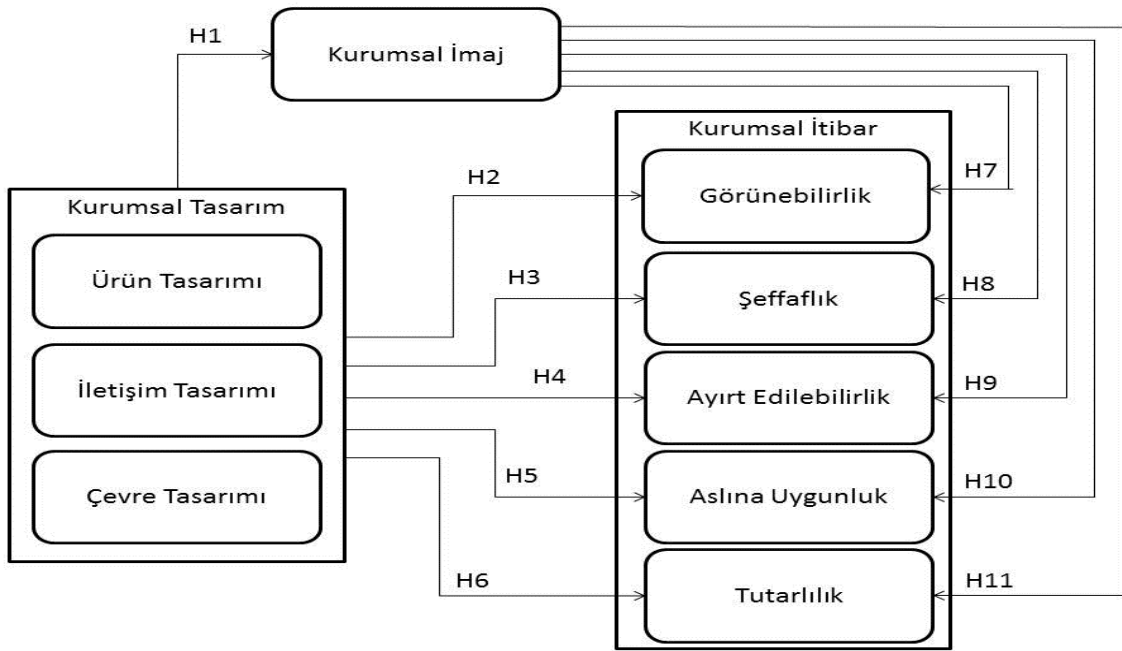 H1
Kurumsal İmaj
Kurumsal İtibar
H2
Görünebilirlik
H7
Kurumsal Tasarım
Ürün Tasarımı
H3
Şeffaflık
H8
İletişim Tasarımı
H4
Ayırt Edilebilirlik
H9
Çevre Tasarımı
H5
Aslına Uygunluk
H10
H6
Tutarlılık
H11